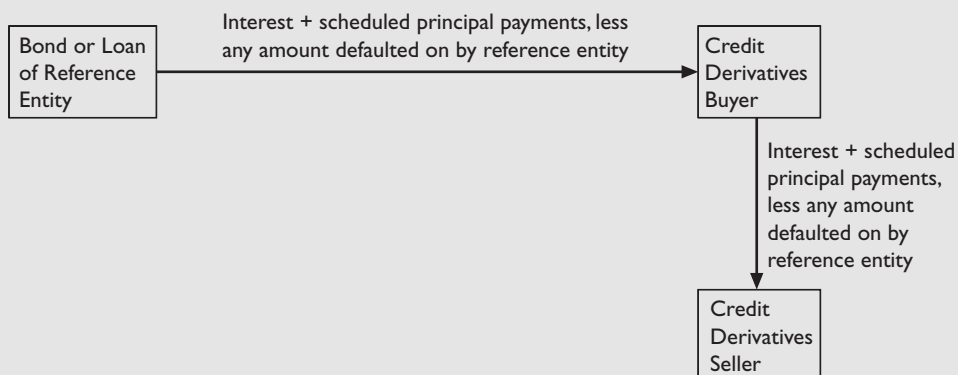 Interest + scheduled principal payments, less
any amount defaulted on by reference entity
Bond or Loan
of Reference
Entity
Credit
Derivatives
Buyer
Interest + scheduled
principal payments,
less any amount
defaulted on by
reference entity
Credit
Derivatives
Seller